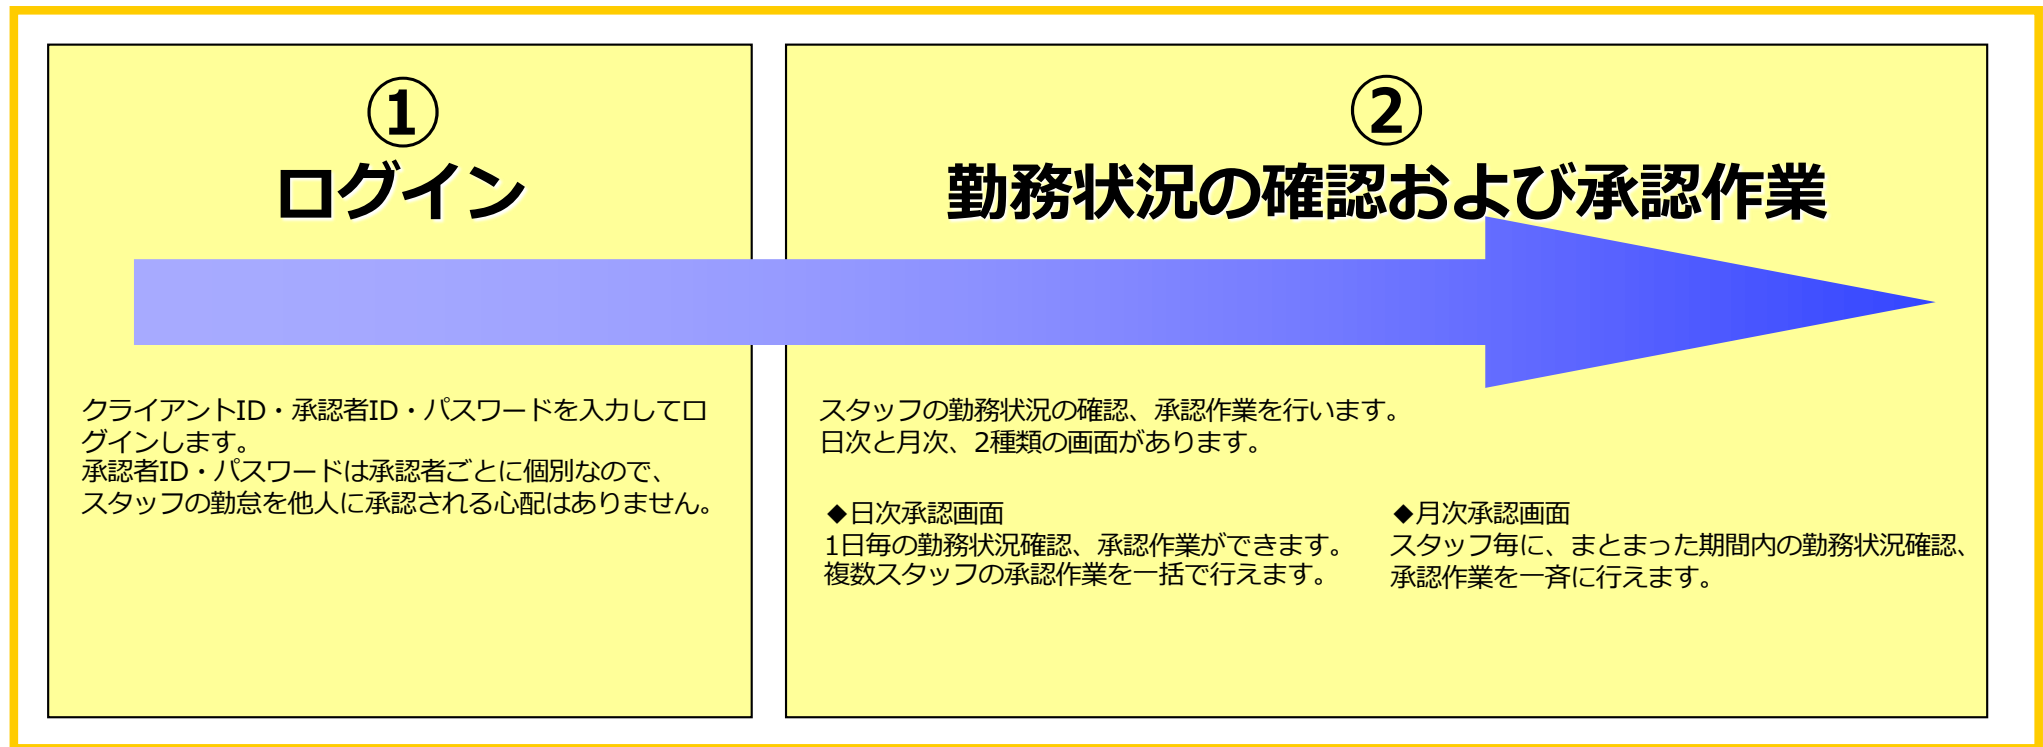 ①
ログイン
クライアントID・承認者ID・パスワードを入力してロ
グインします。
承認者ID・パスワードは承認者ごとに個別なので、
スタッフの勤怠を他人に承認される心配はありません。
②
勤務状況の確認および承認作業
スタッフの勤務状況の確認、承認作業を行います。
日次と月次、2種類の画面があります。
◆日次承認画面
1日毎の勤務状況確認、承認作業ができます。
複数スタッフの承認作業を一括で行えます。
◆月次承認画面
スタッフ毎に、まとまった期間内の勤務状況確認、
承認作業を一斉に行えます。